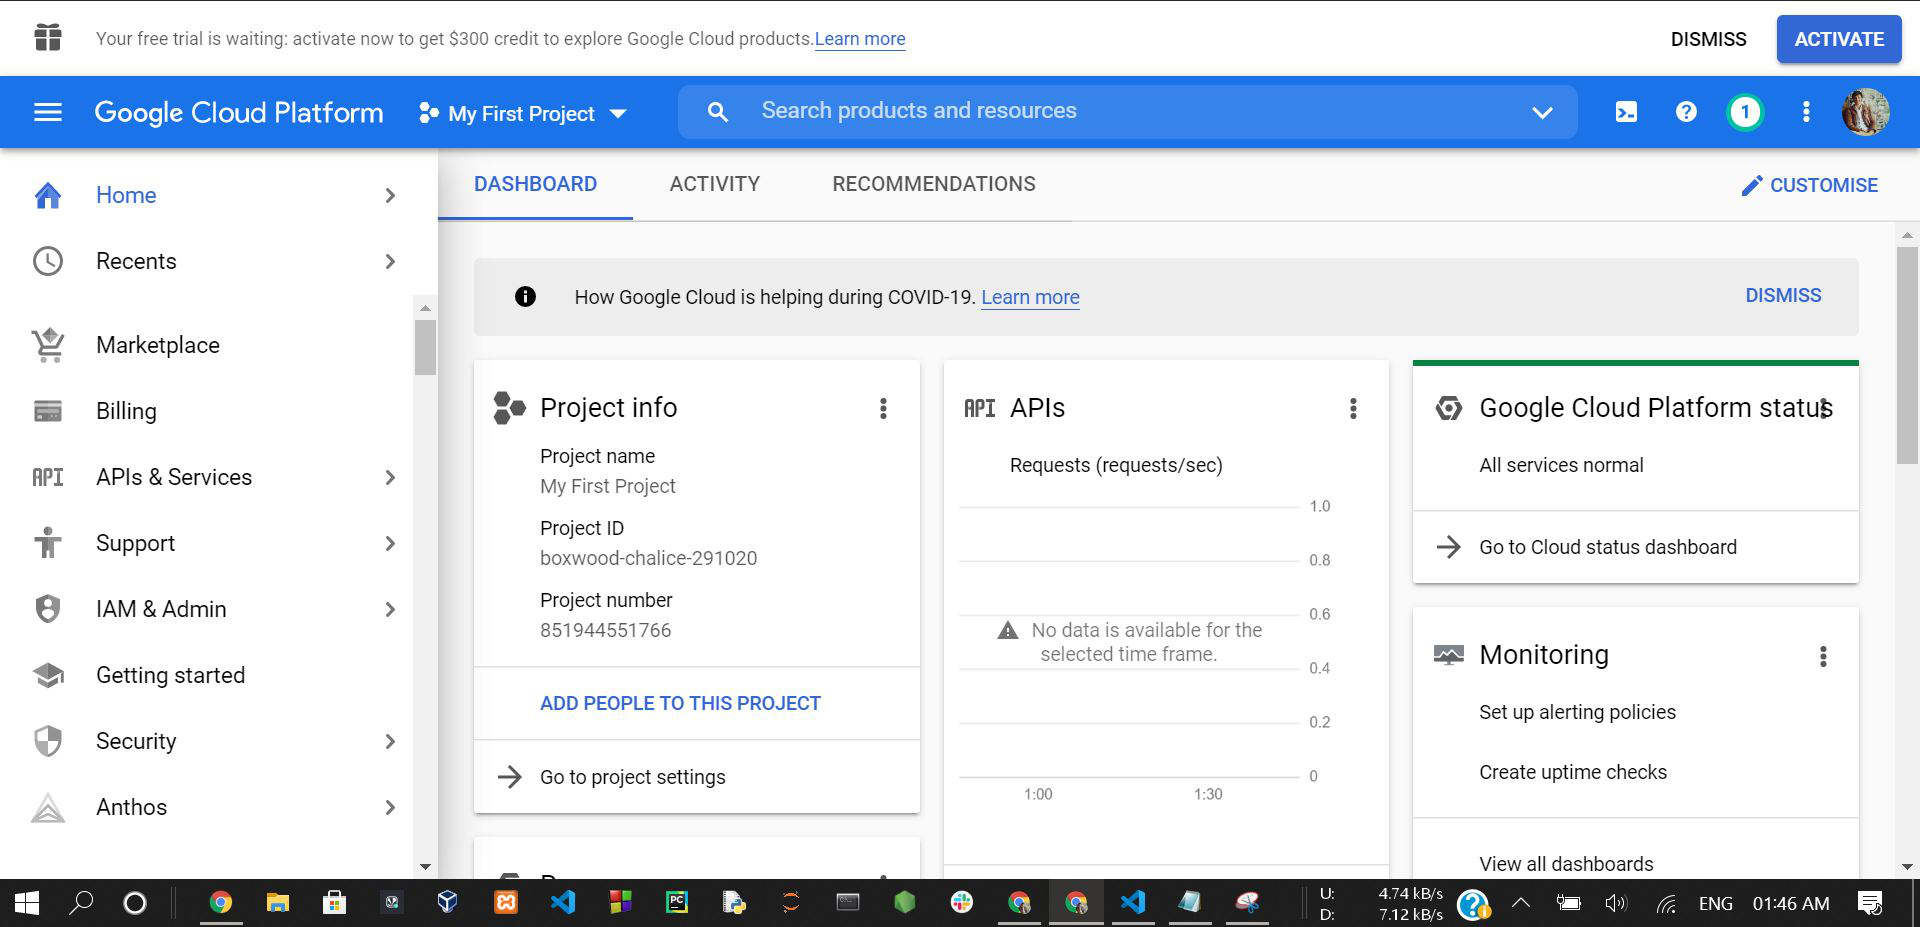 Your free trial is waiting: activate now to get $300 credit to explore Google Cloud products. Learn more
DISMISS
ACTIVATE
Google Cloud Platform
My First Project
Search products and resources
1
Home
Recents
Marketplace
Billing
API
APIs & Services
Support
IAM & Admin
Getting started
Security
Anthos
DASHBOARD
ACTIVITY
RECOMMENDATIONS
CUSTOMISE
How Google Cloud is helping during COVID-19. Learn more
DISMISS
Project info
Project name
My First Project
Project ID
boxwood-chalice-291020
Project number
851944551766
ADD PEOPLE TO THIS PROJECT
Go to project settings
API
APIs
Requests (requests/sec)
1.0
0.8
0.6
No data is available for the
selected time frame.
0.4
0.2
0
1:00
1:30
Google Cloud Platform status
All services normal
Go to Cloud status dashboard
Monitoring
Set up alerting policies
Create uptime checks
View all dashboards
PC
U: 4.74 kB/s
D: 7.12 kB/s
ENG
01:46 AM